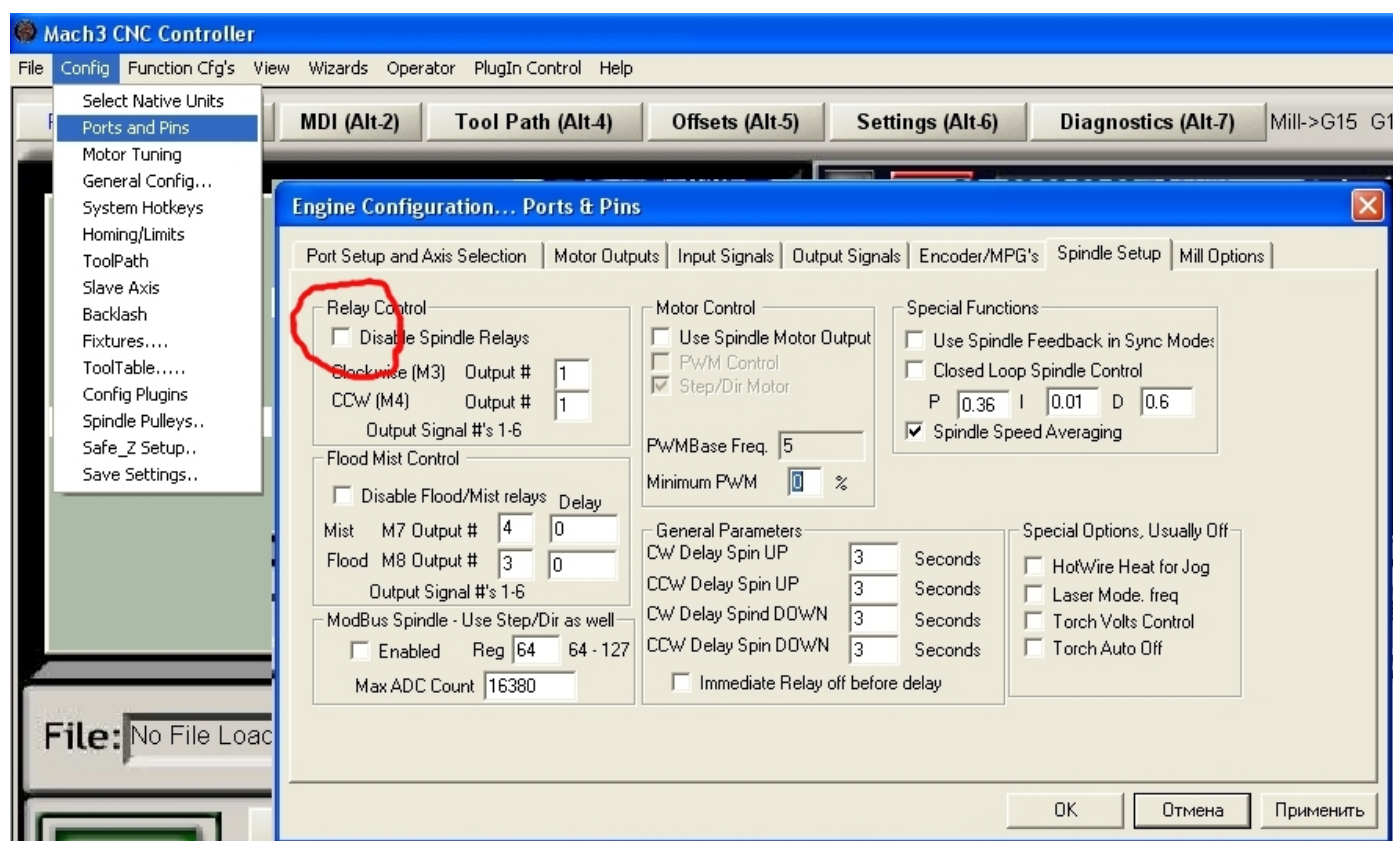 Mach3 CNC Controller
File Config Function Cfg's View Wizards Operator PlugIn Control Help
Select Native Units
Ports and Pins
Motor Tuning
General Config...
System Hotkeys
Homing/Limits
ToolPath
Slave Axis
Backlash
Fixtures....
ToolTable.....
Config Plugins
Spindle Pulleys..
Safe_Z Setup..
Save Settings..
MDI (Alt-2) Tool Path (Alt-4) Offsets (Alt-5) Settings (Alt-6) Diagnostics (Alt-7) Mill->G15 G1
Engine Configuration... Ports & Pins
Port Setup and Axis Selection Motor Outputs Input Signals Output Signals Encoder/MPG's Spindle Setup Mill Options
Relay Control
Disable Spindle Relays
Clockwise (M3) Output # 1
CCW (M4) Output # 1
Output Signal #'s 1-6
Flood Mist Control
Disable Flood/Mist relays Delay
Mist M7 Output # 4 0
Flood M8 Output # 3 0
Output Signal #'s 1-6
ModBus Spindle - Use Step/Dir as well
Enabled Reg 64 64 - 127
Max ADC Count 16380
Motor Control
Use Spindle Motor Output
PWM Control
Step/Dir Motor
PWMBase Freq. 5
Minimum PWM 0 %
Special Functions
Use Spindle Feedback in Sync Modes
Closed Loop Spindle Control
P 0.36 I 0.01 D 0.6
Spindle Speed Averaging
General Parameters
CW Delay Spin UP 3 Seconds
CCW Delay Spin UP 3 Seconds
CW Delay Spind DOWN 3 Seconds
CCW Delay Spin DOWN 3 Seconds
Immediate Relay off before delay
Special Options, Usually Off
HotWire Heat for Jog
Laser Mode. freq
Torch Volts Control
Torch Auto Off
OK Отмена Применить
File: No File Load